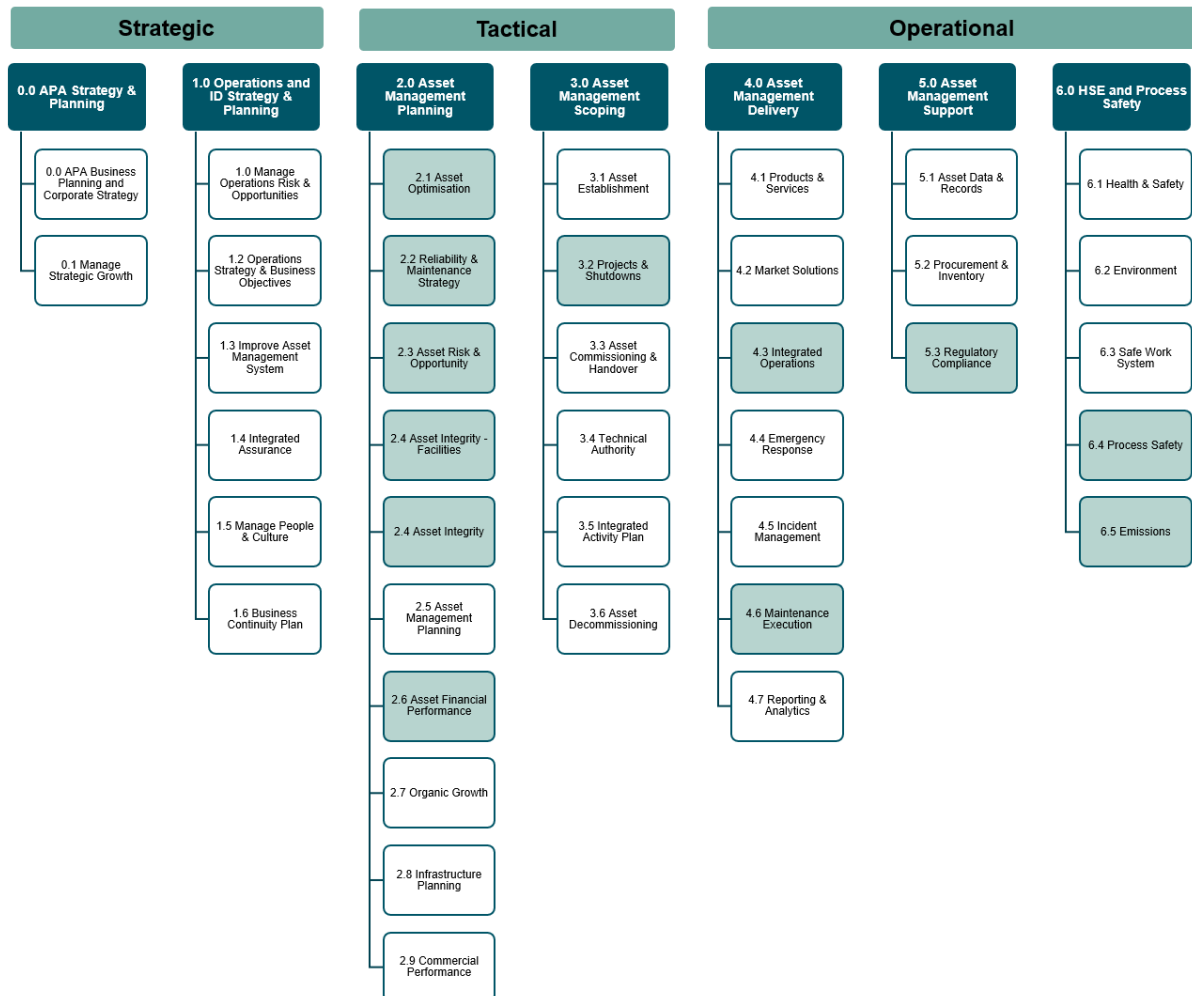 Strategic
Tactical
Operational
0.0 APA Strategy &
Planning
1.0 Operations and
ID Strategy &
Planning
2.0 Asset
Management
Planning
3.0 Asset
Management
Scoping
4.0 Asset
Management
Delivery
5.0 Asset
Management
Support
6.0 HSE and Process
Safety
0.0 APA Business
Planning and
Corporate Strategy
0.1 Manage
Strategic Growth
1.0 Manage
Operations Risk &
Opportunities
1.2 Operations
Strategy & Business
Objectives
1.3 Improve Asset
Management
System
1.4 Integrated
Assurance
1.5 Manage People
& Culture
1.6 Business
Continuity Plan
2.1 Asset
Optimisation
2.2 Reliability &
Maintenance
Strategy
2.3 Asset Risk &
Opportunity
2.4 Asset Integrity -
Facilities
2.4 Asset Integrity
2.5 Asset
Management
Planning
2.6 Asset Financial
Performance
2.7 Organic Growth
2.8 Infrastructure
Planning
2.9 Commercial
Performance
3.1 Asset
Establishment
3.2 Projects &
Shutdowns
3.3 Asset
Commissioning &
Handover
3.4 Technical
Authority
3.5 Integrated
Activity Plan
3.6 Asset
Decommissioning
4.1 Products &
Services
4.2 Market Solutions
4.3 Integrated
Operations
4.4 Emergency
Response
4.5 Incident
Management
4.6 Maintenance
Execution
4.7 Reporting &
Analytics
5.1 Asset Data &
Records
5.2 Procurement &
Inventory
5.3 Regulatory
Compliance
6.1 Health & Safety
6.2 Environment
6.3 Safe Work
System
6.4 Process Safety
6.5 Emissions